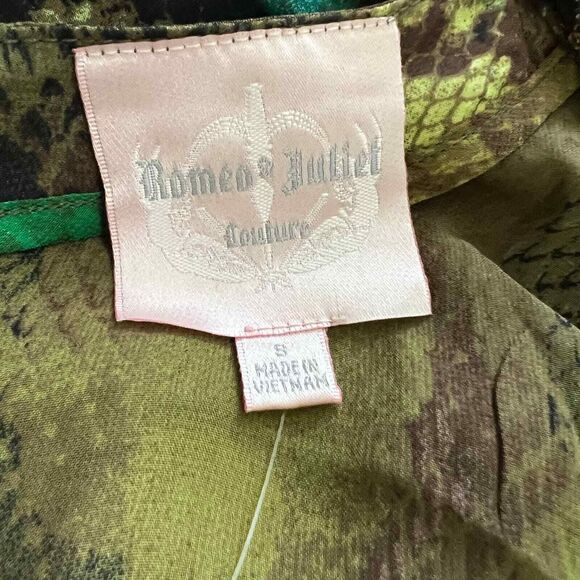 Romeo & Juliet
Couture
S
MADE IN
VIETNAM